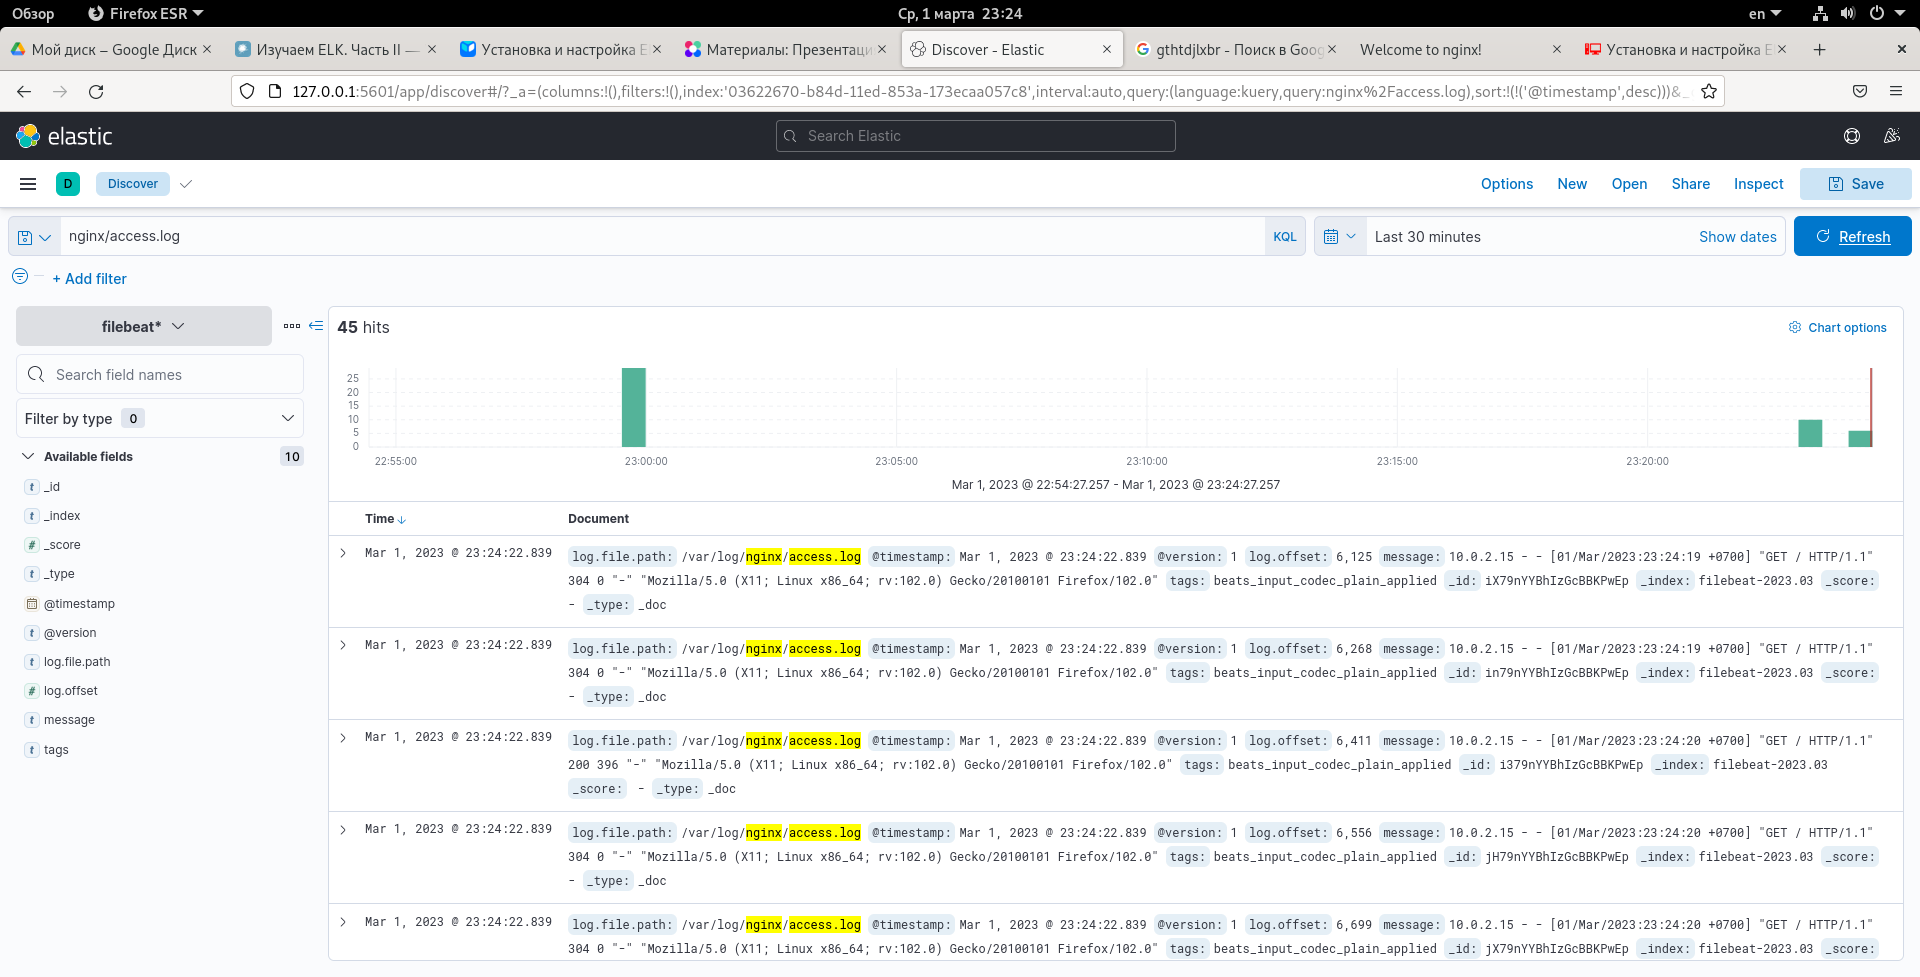 Обзор Firefox ESR Ср, 1 марта 23:24 en
Мой диск – Google Диск Изучаем ELK. Часть II — Установка и настройка E Материалы: Презентаци Discover - Elastic gthtdjlxbr - Поиск в Goog Welcome to nginx! Установка и настройка E
127.0.0.1:5601/app/discover#/?_a=(columns:!(),filters:!(),index:'03622670-b84d-11ed-853a-173ecaa057c8',interval:auto,query:(language:kuery,query:nginx%2Faccess.log),sort:!(!('@timestamp',desc)))&_
elastic Search Elastic
D Discover Options New Open Share Inspect Save
nginx/access.log KQL Last 30 minutes Show dates Refresh
+ Add filter
filebeat*
Search field names
Filter by type 0
Available fields 10
_id
_index
_score
_type
@timestamp
@version
log.file.path
log.offset
message
tags
45 hits Chart options
25
20
15
10
5
0
22:55:00 23:00:00 23:05:00 23:10:00 23:15:00 23:20:00
Mar 1, 2023 @ 22:54:27.257 - Mar 1, 2023 @ 23:24:27.257
Time Document
Mar 1, 2023 @ 23:24:22.839 log.file.path: /var/log/nginx/access.log @timestamp: Mar 1, 2023 @ 23:24:22.839 @version: 1 log.offset: 6,125 message: 10.0.2.15 - - [01/Mar/2023:23:24:19 +0700] "GET / HTTP/1.1"
304 0 "-" "Mozilla/5.0 (X11; Linux x86_64; rv:102.0) Gecko/20100101 Firefox/102.0" tags: beats_input_codec_plain_applied _id: iX79nYYBhIzGcBBKPwEp _index: filebeat-2023.03 _score:
- _type: _doc
Mar 1, 2023 @ 23:24:22.839 log.file.path: /var/log/nginx/access.log @timestamp: Mar 1, 2023 @ 23:24:22.839 @version: 1 log.offset: 6,268 message: 10.0.2.15 - - [01/Mar/2023:23:24:19 +0700] "GET / HTTP/1.1"
304 0 "-" "Mozilla/5.0 (X11; Linux x86_64; rv:102.0) Gecko/20100101 Firefox/102.0" tags: beats_input_codec_plain_applied _id: in79nYYBhIzGcBBKPwEp _index: filebeat-2023.03 _score:
- _type: _doc
Mar 1, 2023 @ 23:24:22.839 log.file.path: /var/log/nginx/access.log @timestamp: Mar 1, 2023 @ 23:24:22.839 @version: 1 log.offset: 6,411 message: 10.0.2.15 - - [01/Mar/2023:23:24:20 +0700] "GET / HTTP/1.1"
200 396 "-" "Mozilla/5.0 (X11; Linux x86_64; rv:102.0) Gecko/20100101 Firefox/102.0" tags: beats_input_codec_plain_applied _id: i379nYYBhIzGcBBKPwEp _index: filebeat-2023.03
_score: - _type: _doc
Mar 1, 2023 @ 23:24:22.839 log.file.path: /var/log/nginx/access.log @timestamp: Mar 1, 2023 @ 23:24:22.839 @version: 1 log.offset: 6,556 message: 10.0.2.15 - - [01/Mar/2023:23:24:20 +0700] "GET / HTTP/1.1"
304 0 "-" "Mozilla/5.0 (X11; Linux x86_64; rv:102.0) Gecko/20100101 Firefox/102.0" tags: beats_input_codec_plain_applied _id: jH79nYYBhIzGcBBKPwEp _index: filebeat-2023.03 _score:
- _type: _doc
Mar 1, 2023 @ 23:24:22.839 log.file.path: /var/log/nginx/access.log @timestamp: Mar 1, 2023 @ 23:24:22.839 @version: 1 log.offset: 6,699 message: 10.0.2.15 - - [01/Mar/2023:23:24:20 +0700] "GET / HTTP/1.1"
304 0 "-" "Mozilla/5.0 (X11; Linux x86_64; rv:102.0) Gecko/20100101 Firefox/102.0" tags: beats_input_codec_plain_applied _id: jX79nYYBhIzGcBBKPwEp _index: filebeat-2023.03 _score: